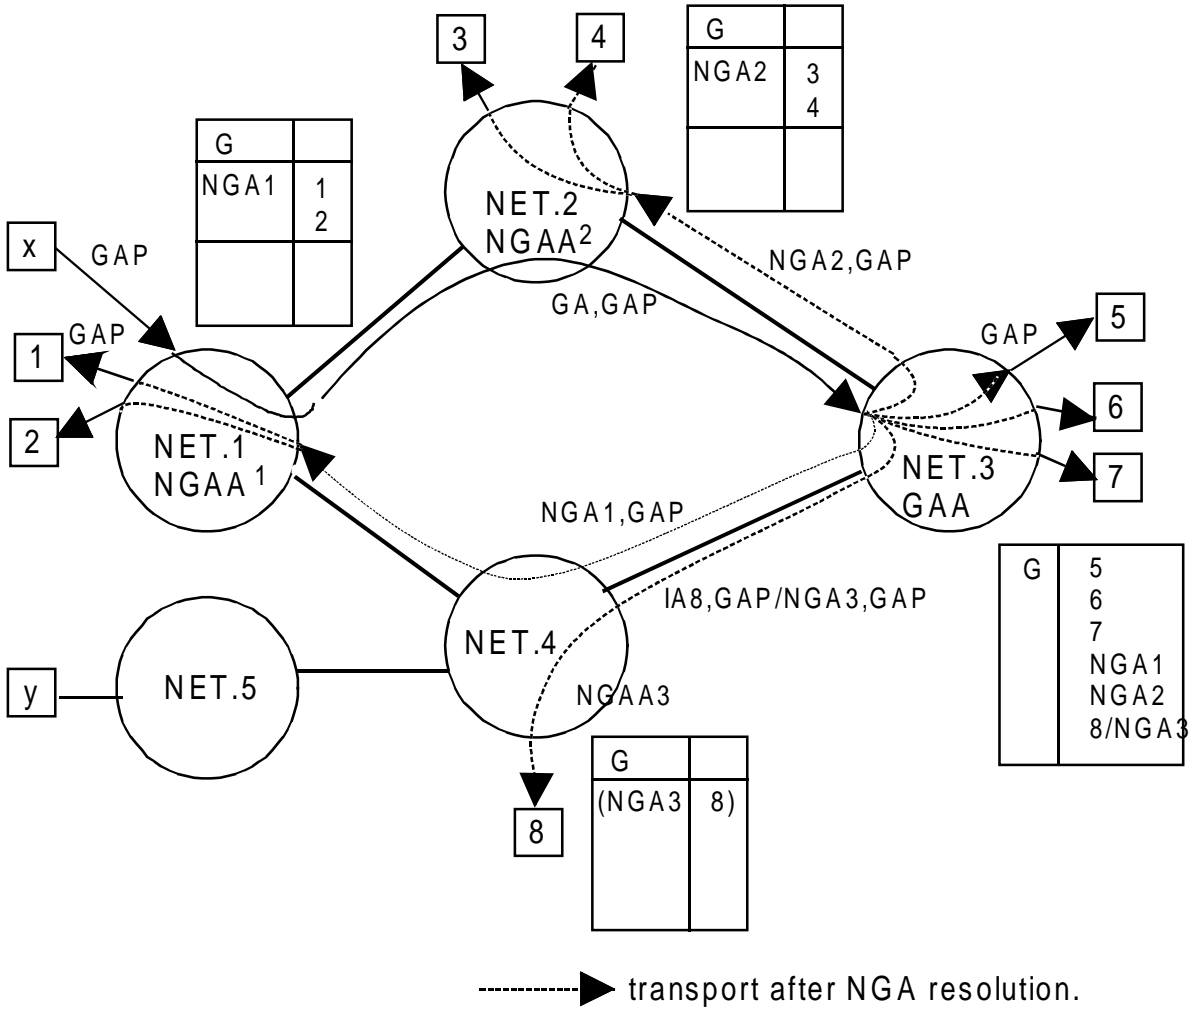 3
4
G
NGA2
3
4
G
NGA1
1
2
NET.2
NGAA2
x
GAP
NGA2,GAP
GA,GAP
GAP
5
1
GAP
6
2
NET.1
NGAA 1
NET.3
GAA
7
NGA1,GAP
G
5
6
7
NGA1
NGA2
8/NGA3
IA8,GAP/NGA3,GAP
NET.4
NGAA3
y
NET.5
G
(NGA3
8)
8
transport after NGA resolution.